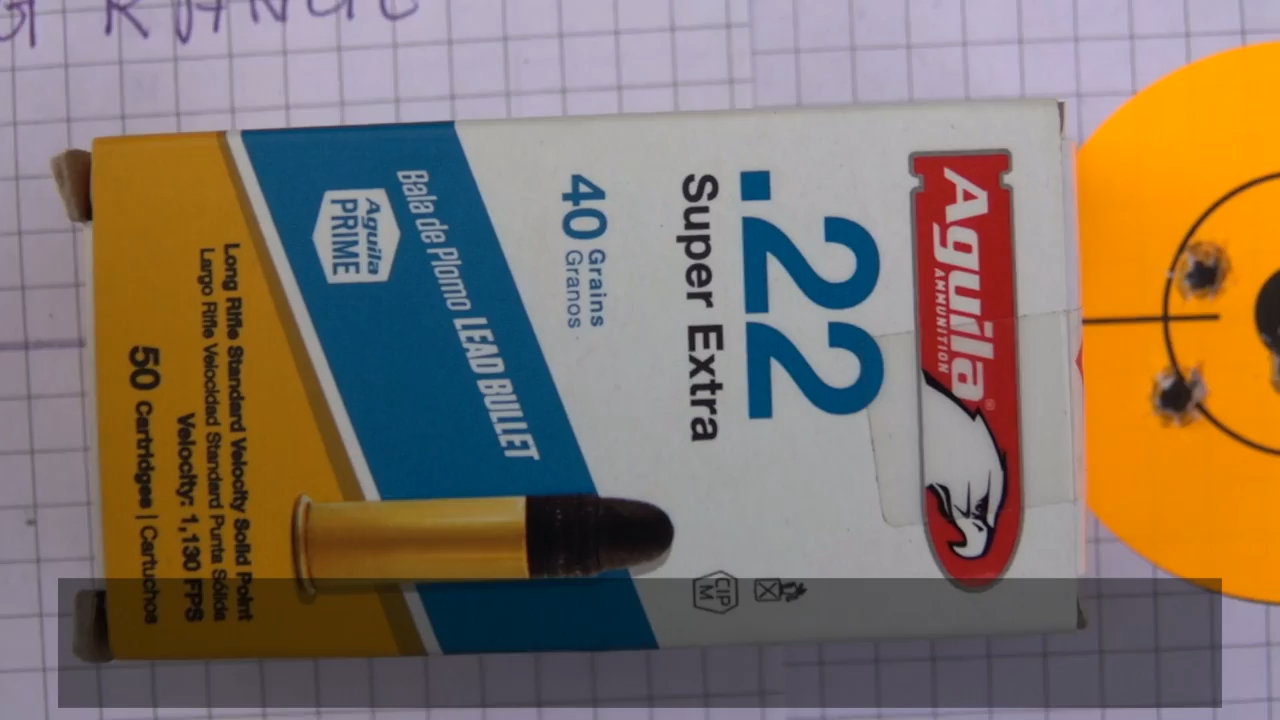 G RANGE
Aguila®
AMMUNITION
.22
Super Extra
40 Grains
Granos
Bala de Plomo LEAD BULLET
Aguila
PRIME
Long Rifle Standard Velocity Solid Point
Largo Rifle Velocidad Standard Punta Sólida
Velocity: 1,130 FPS
50 Cartridges | Cartuchos
CIP
M